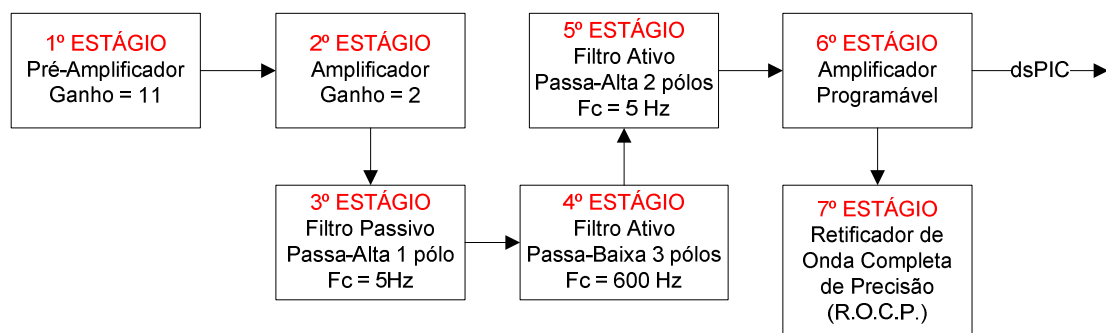 1º ESTÁGIO
Pré-Amplificador
Ganho = 11
2º ESTÁGIO
Amplificador
Ganho = 2
3º ESTÁGIO
Filtro Passivo
Passa-Alta 1 pólo
Fc = 5Hz
4º ESTÁGIO
Filtro Ativo
Passa-Baixa 3 pólos
Fc = 600 Hz
5º ESTÁGIO
Filtro Ativo
Passa-Alta 2 pólos
Fc = 5 Hz
6º ESTÁGIO
Amplificador
Programável
dsPIC
7º ESTÁGIO
Retificador de
Onda Completa
de Precisão
(R.O.C.P.)